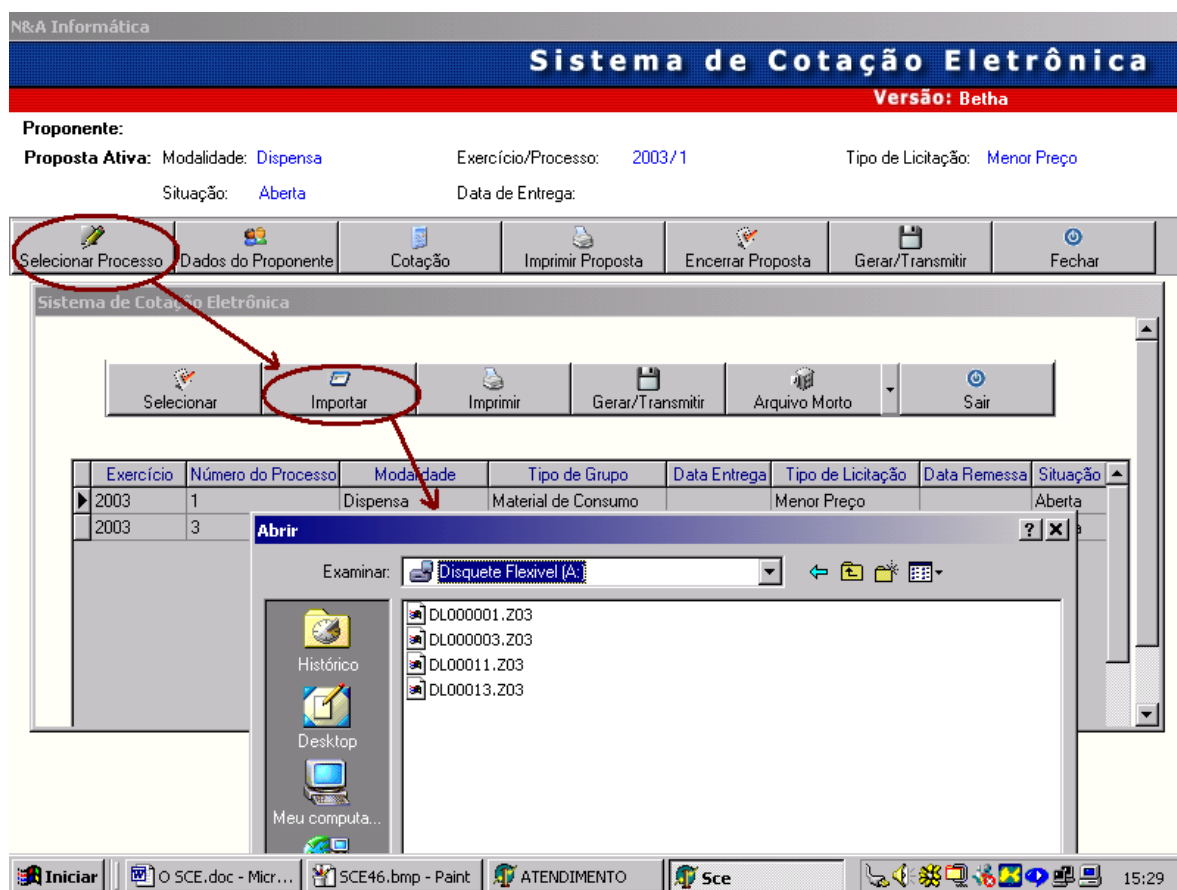 N&A Informática
Sistema de Cotação Eletrônica
Versão: Betha
Proponente:
Proposta Ativa: Modalidade: Dispensa Exercício/Processo: 2003/1 Tipo de Licitação: Menor Preço
Situação: Aberta Data de Entrega:
Selecionar Processo Dados do Proponente Cotação Imprimir Proposta Encerrar Proposta Gerar/Transmitir Fechar
Sistema de Cotação Eletrônica
Selecionar Importar Imprimir Gerar/Transmitir Arquivo Morto Sair
Exercício Número do Processo Modalidade Tipo de Grupo Data Entrega Tipo de Licitação Data Remessa Situação
2003 1 Dispensa Material de Consumo Menor Preço Aberta
2003 3
Abrir
Examinar: Disquete Flexivel (A:)
DL000001.Z03
DL000003.Z03
DL00011.Z03
DL00013.Z03
Histórico
Desktop
Meu computa...
Iniciar O SCE.doc - Micr... SCE46.bmp - Paint ATENDIMENTO Sce 15:29